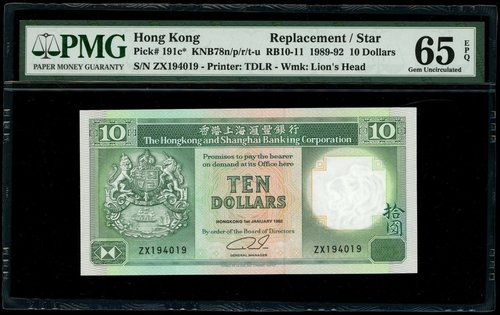 PMG
PAPER MONEY GUARANTY
Hong Kong Replacement / Star
Pick# 191c* KNB78n/p/r/t-u RB10-11 1989-92 10 Dollars
S/N ZX194019 - Printer: TDLR - Wmk: Lion's Head
65 EPQ
Gem Uncirculated
10
香港上海滙豐銀行
10
The Hongkong and Shanghai Banking Corporation
Promises to pay the bearer
on demand at its Office here
TEN
DOLLARS
HONGKONG 1st JANUARY 1992
By order of the Board of Directors
GENERAL MANAGER
拾圓
ZX194019
ZX194019